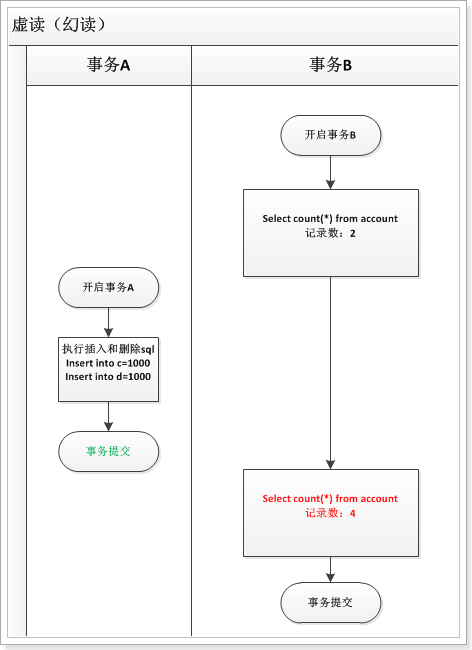 虚读（幻读）
事务A
事务B
开启事务B
Select count(*) from account
记录数：2
开启事务A
执行插入和删除sql
Insert into c=1000
Insert into d=1000
事务提交
Select count(*) from account
记录数：4
事务提交